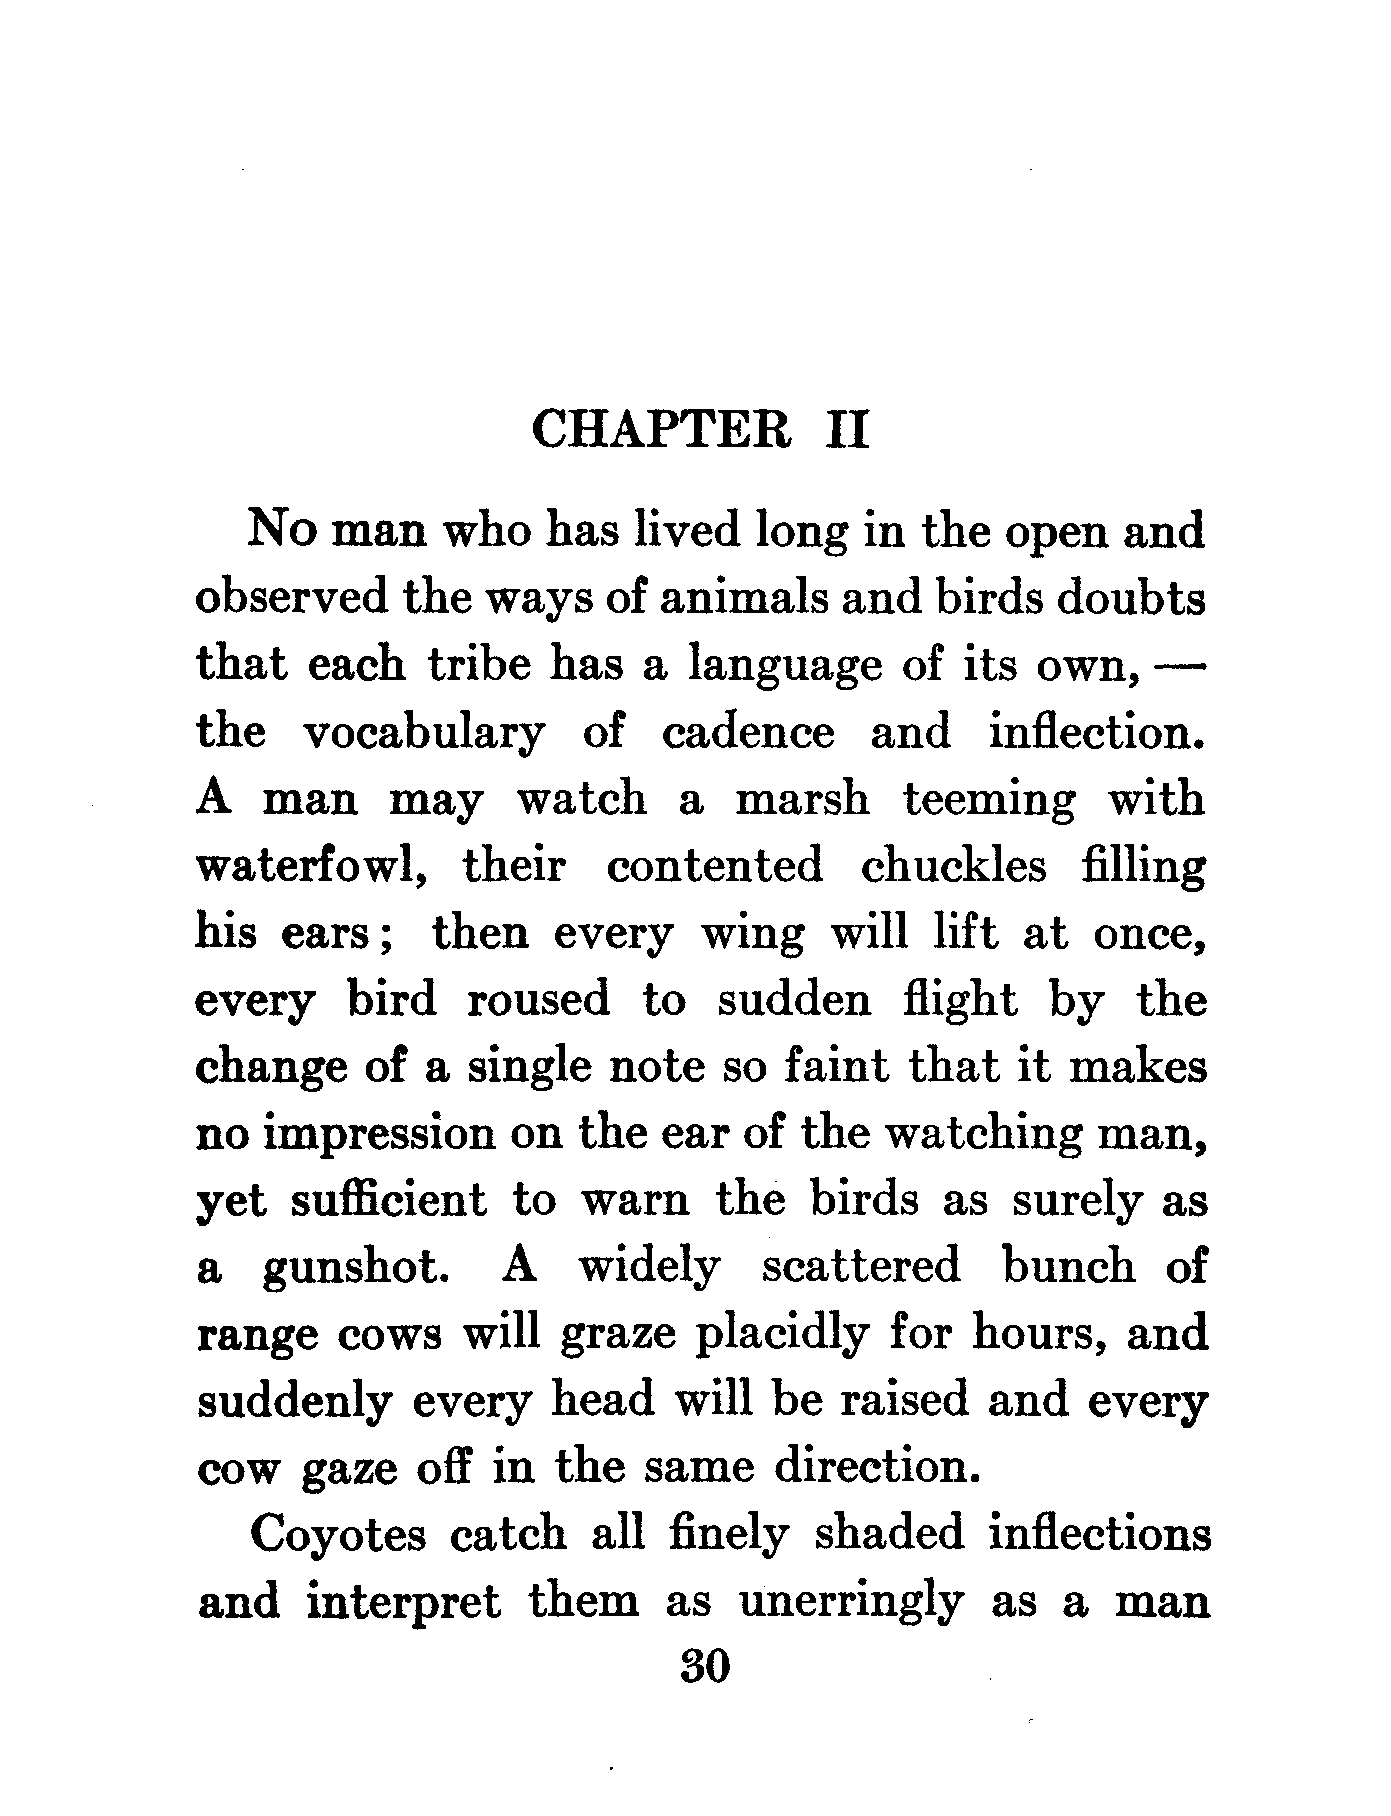 CHAPTER II
No man who has lived long in the open and
observed the ways of animals and birds doubts
that each tribe has a language of its own, —
the vocabulary of cadence and inflection.
A man may watch a marsh teeming with
waterfowl, their contented chuckles filling
his ears; then every wing will lift at once,
every bird roused to sudden flight by the
change of a single note so faint that it makes
no impression on the ear of the watching man,
yet sufficient to warn the birds as surely as
a gunshot. A widely scattered bunch of
range cows will graze placidly for hours, and
suddenly every head will be raised and every
cow gaze off in the same direction.
Coyotes catch all finely shaded inflections
and interpret them as unerringly as a man
30